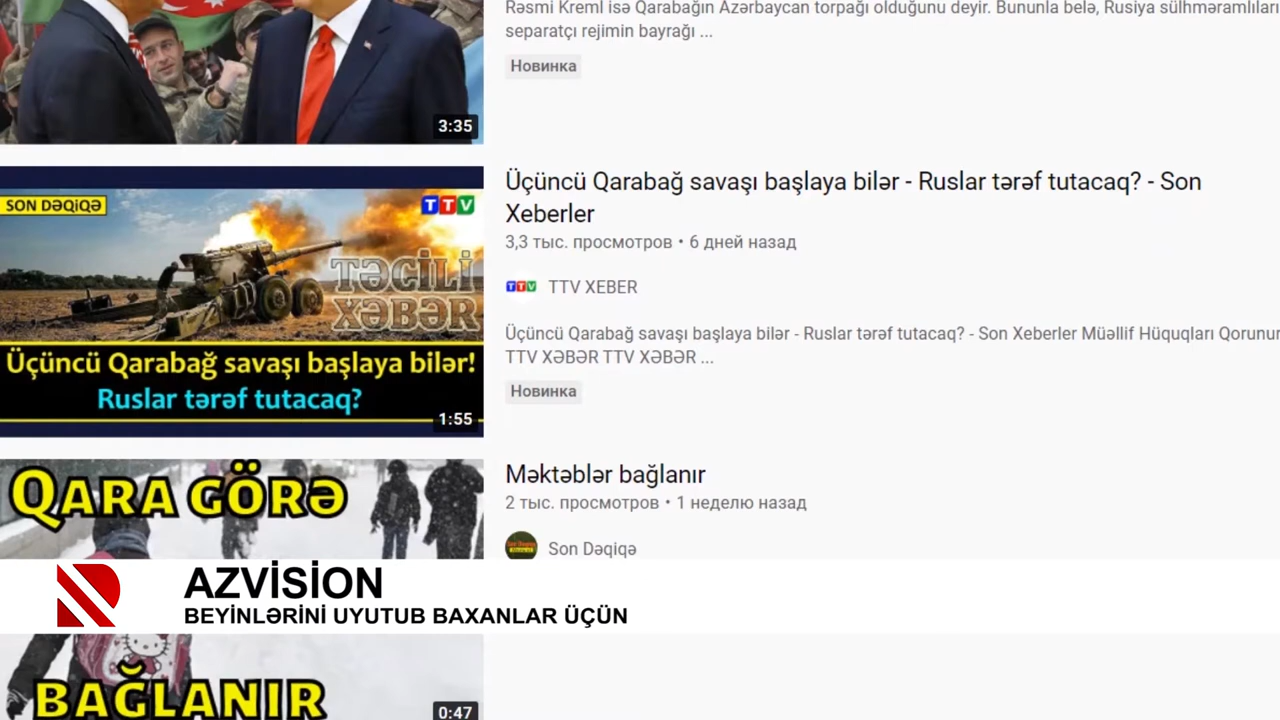 Rəsmi Kreml isə Qarabağın Azərbaycan torpağı olduğunu deyir. Bununla belə, Rusiya sülhməramlıları
separatçı rejimin bayrağı ...
Новинка
3:35
SON DƏQİQƏ
TTV
TƏCİLİ
XƏBƏR
Üçüncü Qarabağ savaşı başlaya bilər!
Ruslar tərəf tutacaq?
1:55
Üçüncü Qarabağ savaşı başlaya bilər - Ruslar tərəf tutacaq? - Son
Xeberler
3,3 тыс. просмотров • 6 дней назад
TTV TTV XEBER
Üçüncü Qarabağ savaşı başlaya bilər - Ruslar tərəf tutacaq? - Son Xeberler Müəllif Hüquqları Qorunur
TTV XƏBƏR TTV XƏBƏR ...
Новинка
QARA GÖRƏ
Məktəblər bağlanır
2 тыс. просмотров • 1 неделю назад
Son Dəqiqə
AZVİSİON
BEYİNLƏRİNİ UYUTUB BAXANLAR ÜÇÜN
BAĞLANIR
0:47